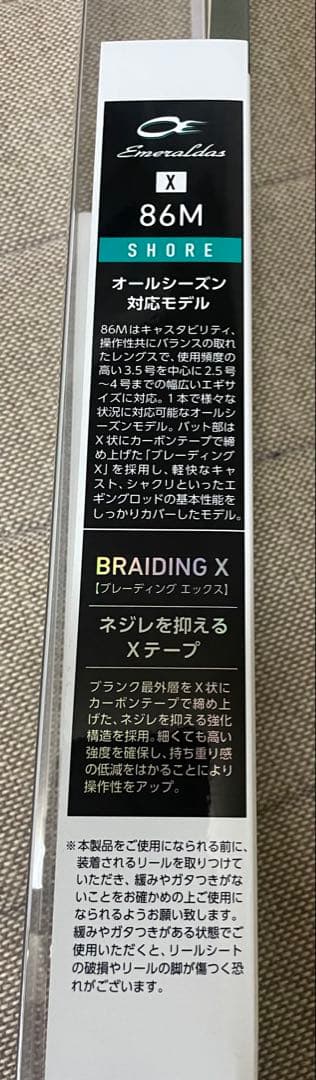 Emeraldas
X
86M
SHORE
オールシーズン
対応モデル
86Mはキャスタビリティ、
操作性共にバランスの取れ
たレングスで、使用頻度の
高い3.5号を中心に2.5号
～4号までの幅広いエギサ
イズに対応。1本で様々な
状況に対応可能なオールシ
ーズンモデル。バット部は
X状にカーボンテープで締
め上げた「ブレーディング
X」を採用し、軽快なキャ
スト、シャクリといったエ
ギングロッドの基本性能を
しっかりカバーしたモデル。
BRAIDING X
【ブレーディング エックス】
ネジレを抑える
Xテープ
ブランク最外層をX状に
カーボンテープで締め上
げた、ネジレを抑える強化
構造を採用。細くても高い
強度を確保し、持ち重り感
の低減をはかることにより
操作性をアップ。
※本製品をご使用になられる前に、
装着されるリールを取りつけて
いただき、緩みやガタつきがな
いことをお確かめの上ご使用に
なられるようお願い致します。
緩みやガタつきがある状態でご
使用いただくと、リールシート
の破損やリールの脚が傷つく恐
れがございます。